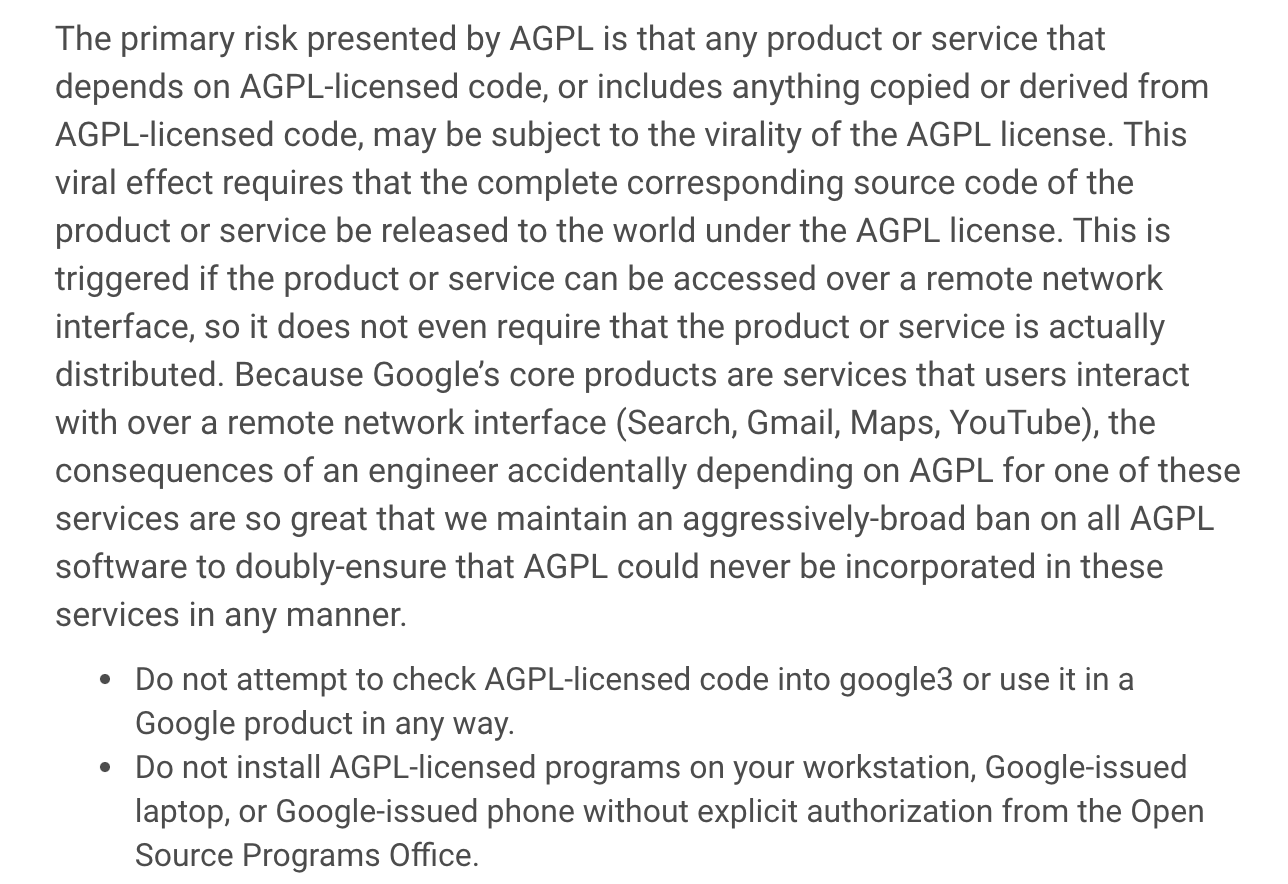 The primary risk presented by AGPL is that any product or service that
depends on AGPL-licensed code, or includes anything copied or derived from
AGPL-licensed code, may be subject to the virality of the AGPL license. This
viral effect requires that the complete corresponding source code of the
product or service be released to the world under the AGPL license. This is
triggered if the product or service can be accessed over a remote network
interface, so it does not even require that the product or service is actually
distributed. Because Google’s core products are services that users interact
with over a remote network interface (Search, Gmail, Maps, YouTube), the
consequences of an engineer accidentally depending on AGPL for one of these
services are so great that we maintain an aggressively-broad ban on all AGPL
software to doubly-ensure that AGPL could never be incorporated in these
services in any manner.
• Do not attempt to check AGPL-licensed code into google3 or use it in a
Google product in any way.
• Do not install AGPL-licensed programs on your workstation, Google-issued
laptop, or Google-issued phone without explicit authorization from the Open
Source Programs Office.